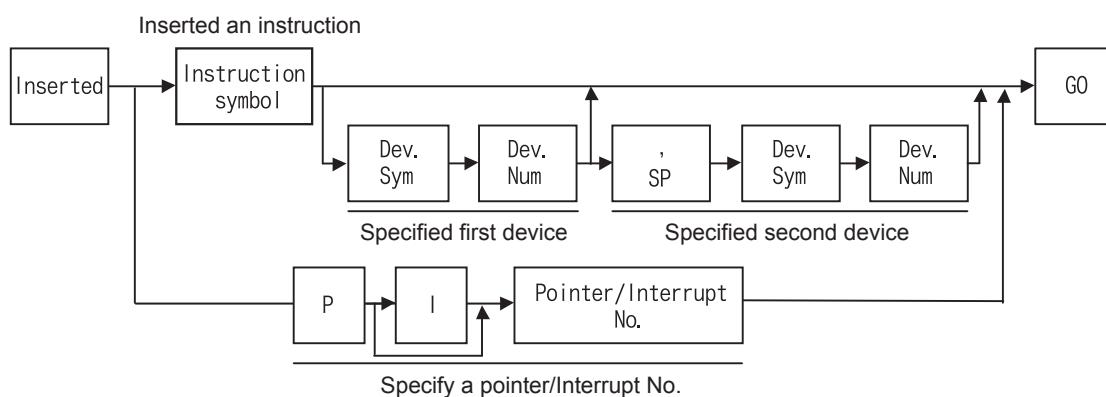 Inserted an instruction
Inserted
Instruction
symbol
GO
Dev.
Sym
Dev.
Num
,
SP
Dev.
Sym
Dev.
Num
Specified first device
Specified second device
P
I
Pointer/Interrupt
No.
Specify a pointer/Interrupt No.